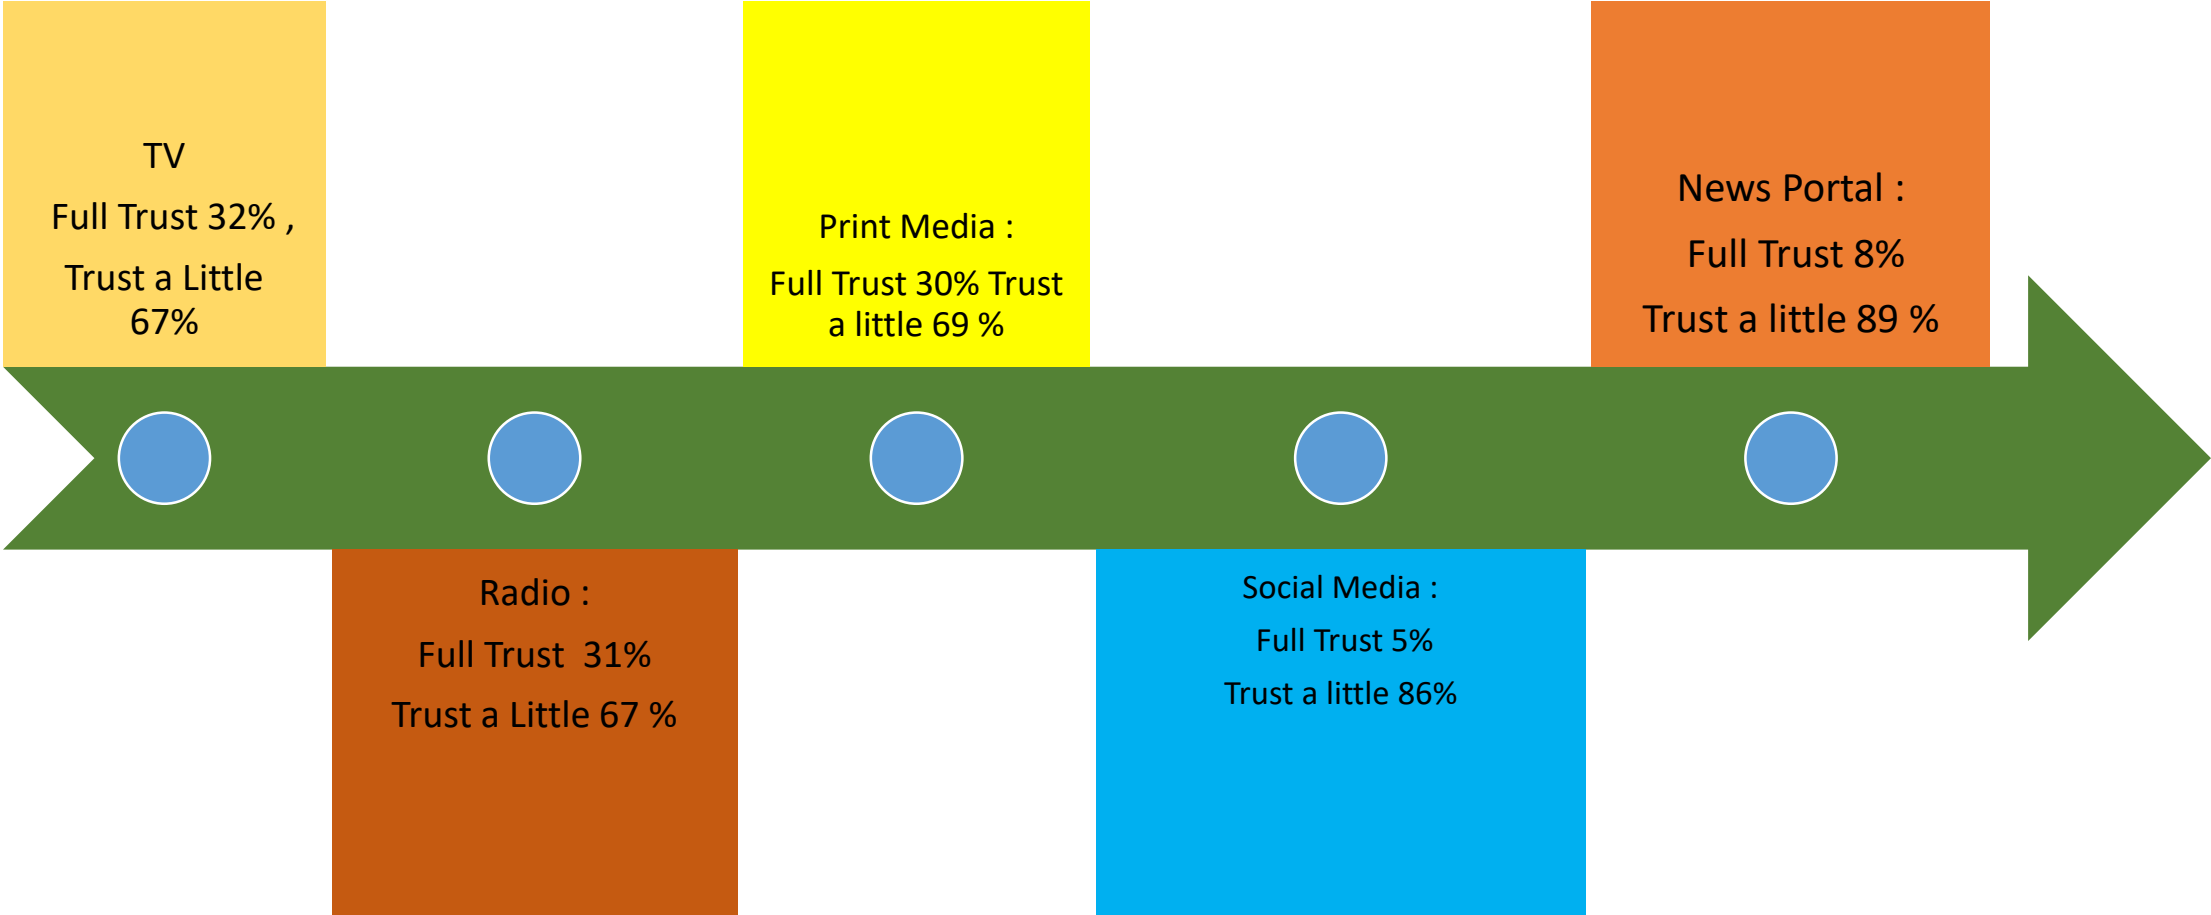 TV
Full Trust 32% ,
Trust a Little
67%
Radio :
Full Trust  31%
Trust a Little 67 %
Print Media :
Full Trust 30% Trust
a little 69 %
Social Media :
Full Trust 5%
Trust a little 86%
News Portal :
Full Trust 8%
Trust a little 89 %